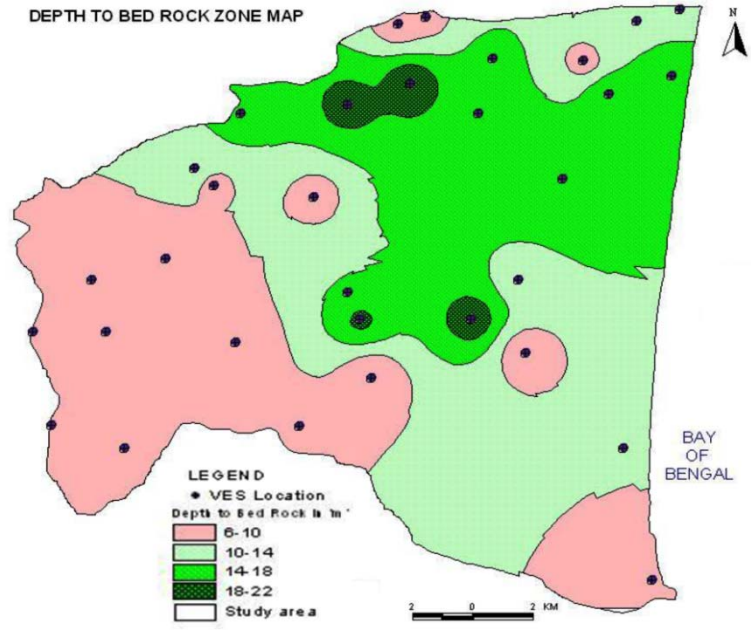 DEPTH TO BED ROCK ZONE MAP
N
BAY
OF
BENGAL
LEGEND
VES Location
Depth to Bed Rock in 'm'
6-10
10-14
14-18
18-22
Study area
2 0 2 KM